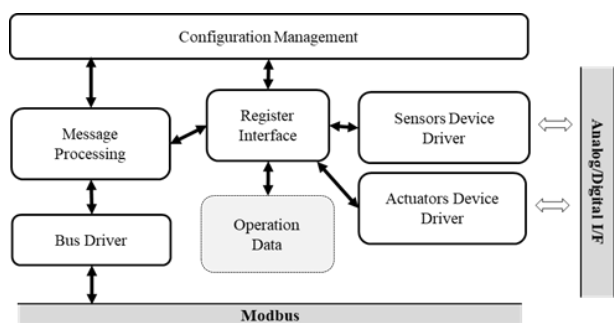 Configuration Management
Message
Processing
Register
Interface
Sensors Device
Driver
Actuators Device
Driver
Bus Driver
Operation
Data
Analog/Digital I/F
Modbus